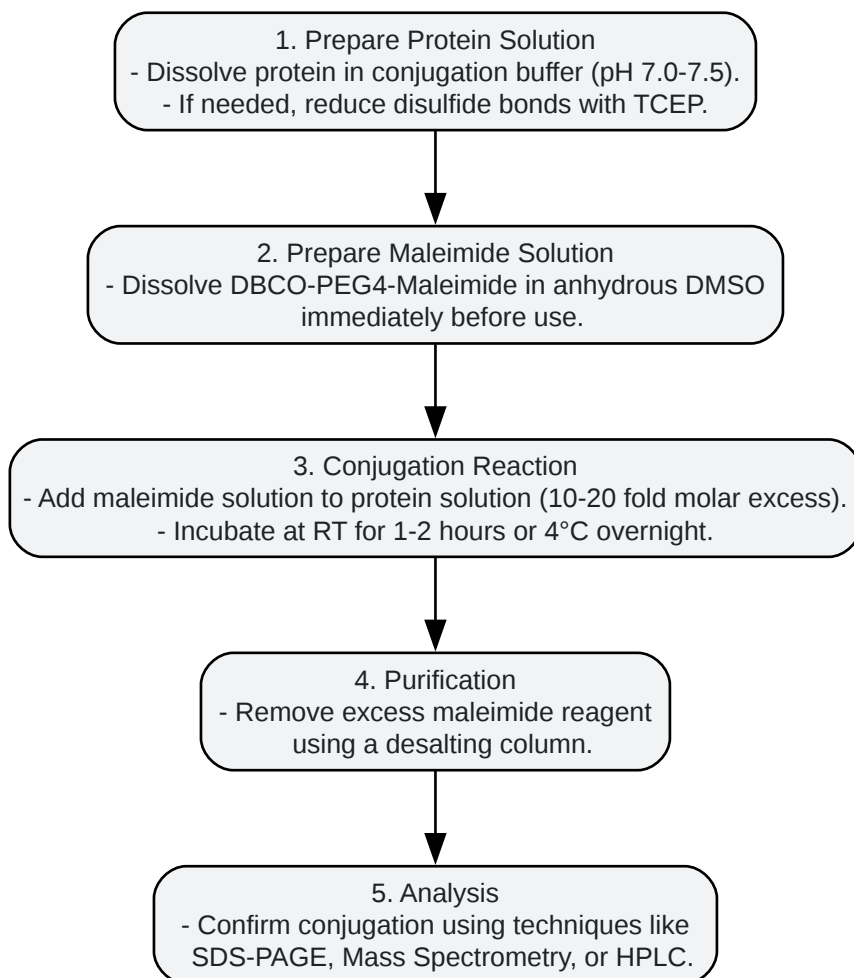 1. Prepare Protein Solution
- Dissolve protein in conjugation buffer (pH 7.0-7.5).
- If needed, reduce disulfide bonds with TCEP.
2. Prepare Maleimide Solution
- Dissolve DBCO-PEG4-Maleimide in anhydrous DMSO
immediately before use.
3. Conjugation Reaction
- Add maleimide solution to protein solution (10-20 fold molar excess).
- Incubate at RT for 1-2 hours or 4°C overnight.
4. Purification
- Remove excess maleimide reagent
using a desalting column.
5. Analysis
- Confirm conjugation using techniques like
SDS-PAGE, Mass Spectrometry, or HPLC.